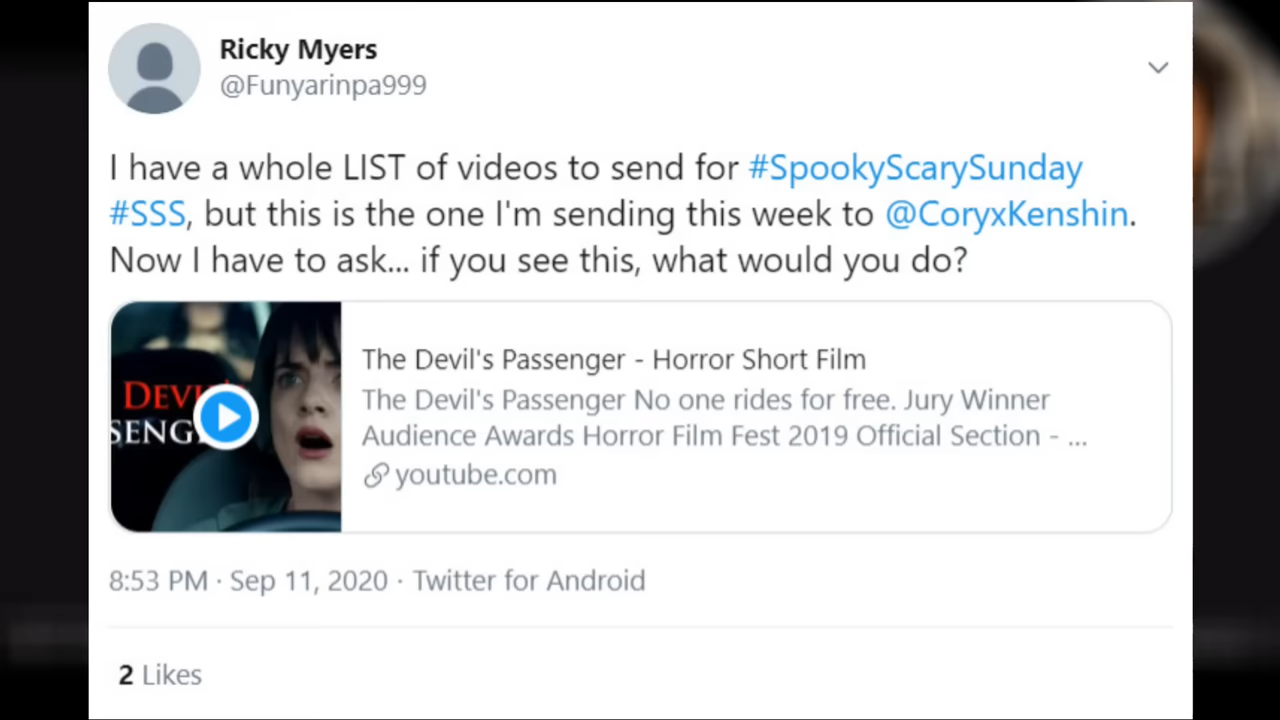 Ricky Myers
@Funyarinpa999
I have a whole LIST of videos to send for #SpookyScarySunday
#SSS, but this is the one I'm sending this week to @CoryxKenshin.
Now I have to ask... if you see this, what would you do?
The Devil's Passenger - Horror Short Film
The Devil's Passenger No one rides for free. Jury Winner
Audience Awards Horror Film Fest 2019 Official Section - ...
youtube.com
DEVI
SENG
8:53 PM · Sep 11, 2020 · Twitter for Android
2 Likes